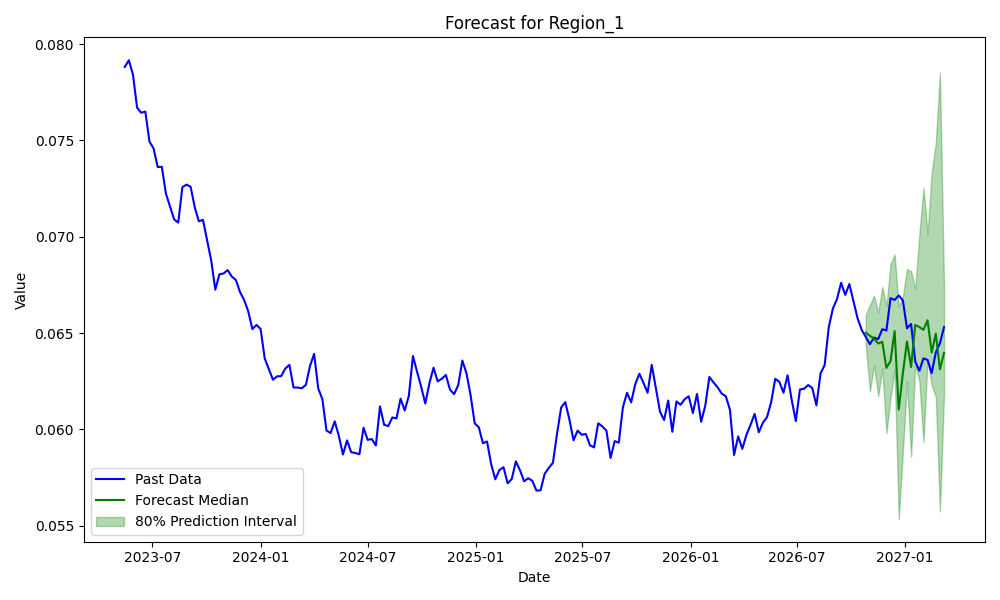 Forecast for Region_1
0.080
0.075
0.070
0.065
0.060
0.055
Value
Past Data
Forecast Median
80% Prediction Interval
2023-07
2024-01
2024-07
2025-01
2025-07
2026-01
2026-07
2027-01
Date